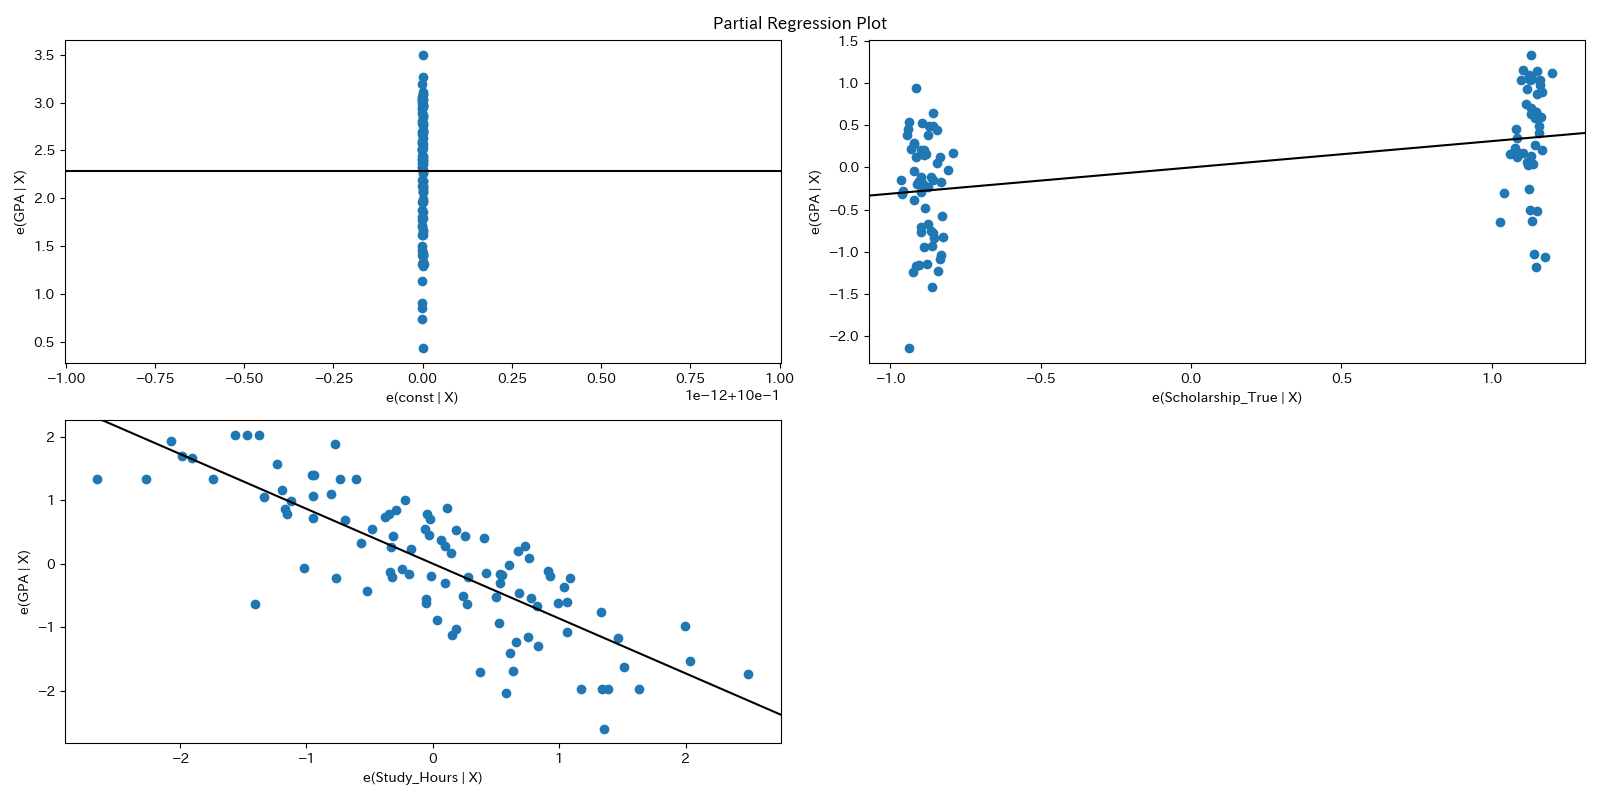 Partial Regression Plot
3.5
3.0
2.5
2.0
1.5
1.0
0.5
e(GPA | X)
−1.00 −0.75 −0.50 −0.25 0.00 0.25 0.50 0.75 1.00
1e−12+10e−1
e(const | X)
1.5
1.0
0.5
0.0
−0.5
−1.0
−1.5
−2.0
e(GPA | X)
−1.0 −0.5 0.0 0.5 1.0
e(Scholarship_True | X)
2
1
0
−1
−2
e(GPA | X)
−2 −1 0 1 2
e(Study_Hours | X)